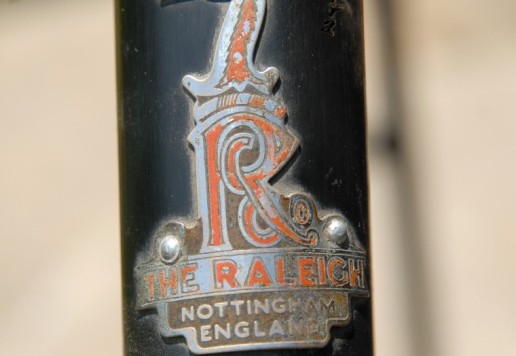 R
THE RALEIGH
NOTTINGHAM
ENGLAND